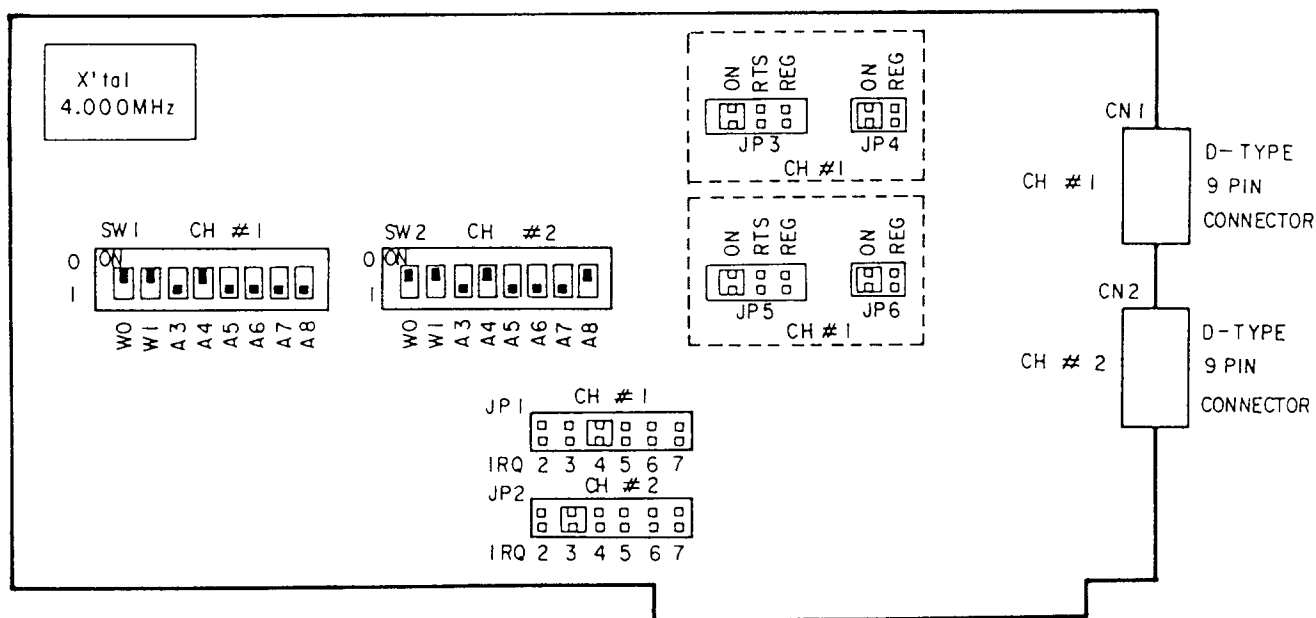 X'tal
4.000MHz
ON RTS REG
ON REG
JP3 JP4
CH #1
ON RTS REG
ON REG
JP5 JP6
CH #1
CN1
CH #1
D-TYPE
9 PIN
CONNECTOR
CN2
CH # 2
D-TYPE
9 PIN
CONNECTOR
SW1 CH #1
0 ON
1
W0 W1 A3 A4 A5 A6 A7 A8
SW2 CH #2
0 ON
1
W0 W1 A3 A4 A5 A6 A7 A8
JP1 CH #1
IRQ 2 3 4 5 6 7
JP2 CH #2
IRQ 2 3 4 5 6 7